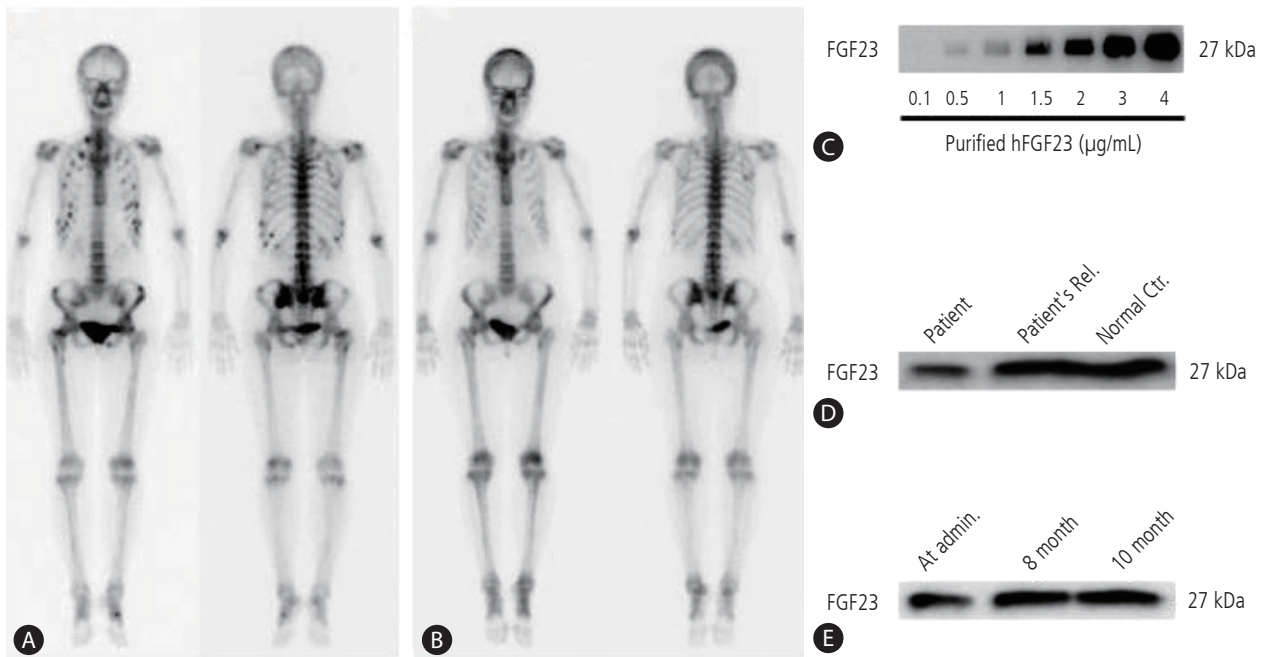 A
B
FGF23
27 kDa
0.1 0.5 1 1.5 2 3 4
Purified hFGF23 (µg/mL)
C
Patient
Patient's Rel.
Normal Ctr.
FGF23
27 kDa
D
At admin.
8 month
10 month
FGF23
27 kDa
E